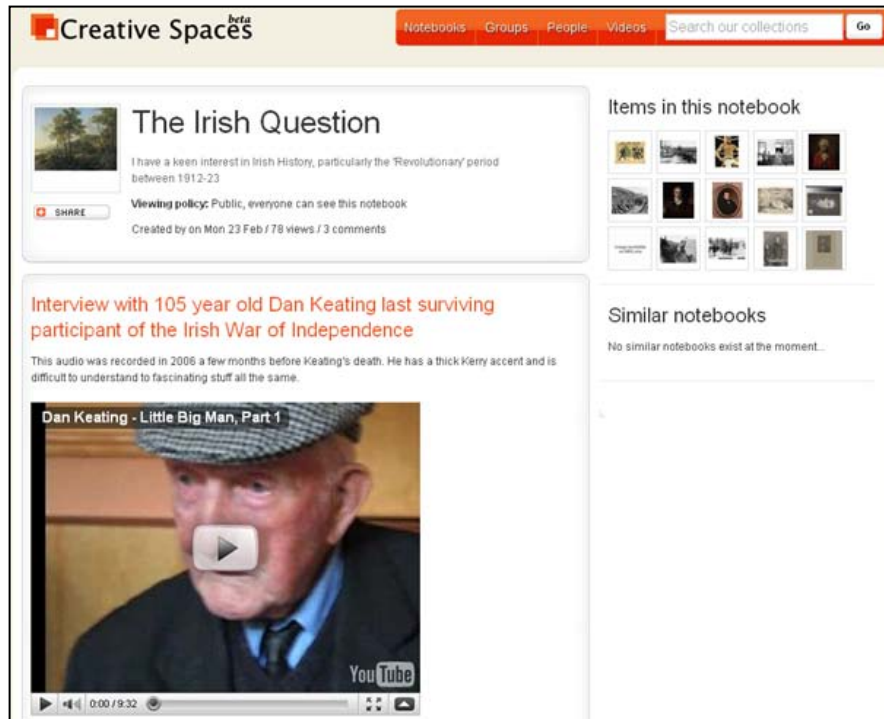 Creative Spaces beta
Notebooks Groups People Videos Search our collections Go
The Irish Question
I have a keen interest in Irish History, particularly the 'Revolutionary' period
between 1912-23
Viewing policy: Public, everyone can see this notebook
SHARE
Created by on Mon 23 Feb / 78 views / 3 comments
Interview with 105 year old Dan Keating last surviving
participant of the Irish War of Independence
This audio was recorded in 2006 a few months before Keating's death. He has a thick Kerry accent and is
difficult to understand to fascinating stuff all the same.
Dan Keating - Little Big Man, Part 1
YouTube
0:00 / 9:32
Items in this notebook
Similar notebooks
No similar notebooks exist at the moment...